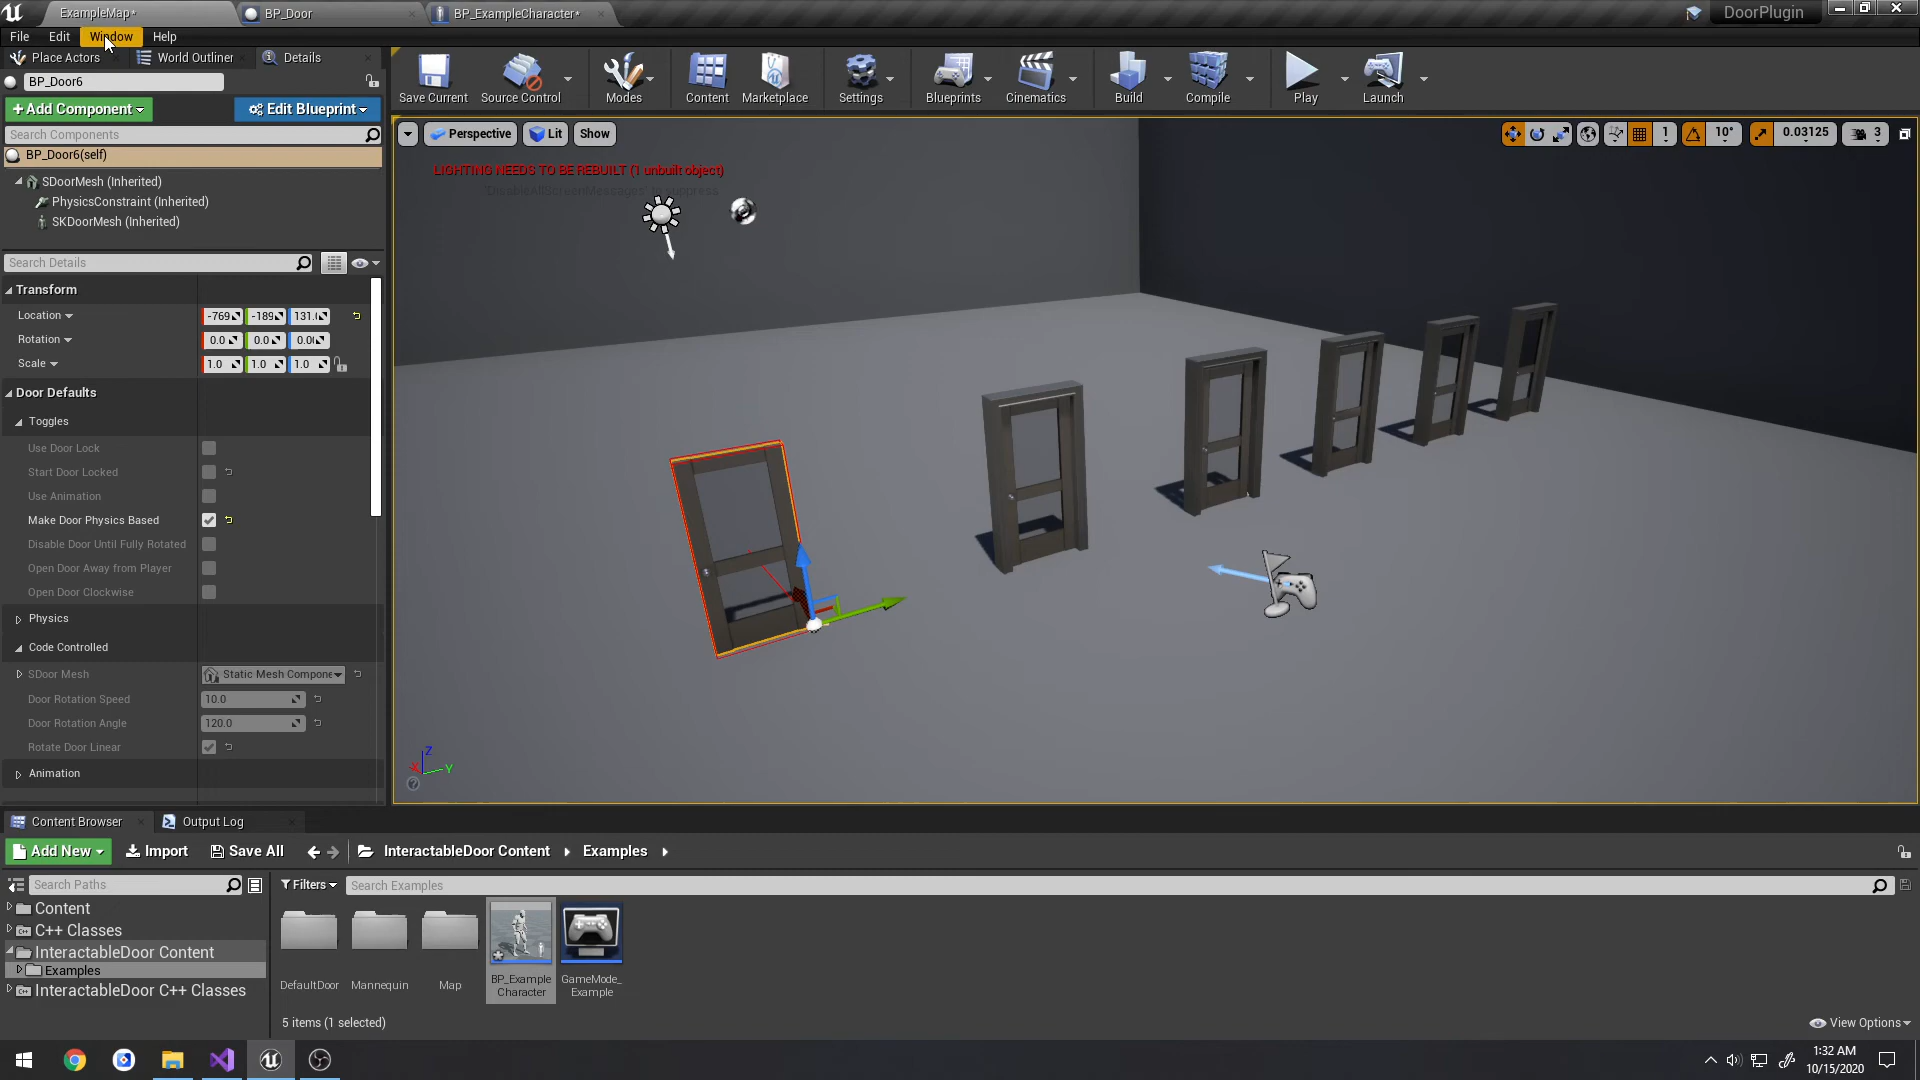 ExampleMap*
BP_Door
BP_ExampleCharacter*
DoorPlugin
File Edit Window Help
Place Actors
World Outliner
Details
BP_Door6
+Add Component
Edit Blueprint
Search Components
BP_Door6(self)
SDoorMesh (Inherited)
PhysicsConstraint (Inherited)
SKDoorMesh (Inherited)
Search Details
Transform
Location -769 -189 131.
Rotation 0.0 0.0 0.0
Scale 1.0 1.0 1.0
Door Defaults
Toggles
Use Door Lock
Start Door Locked
Use Animation
Make Door Physics Based
Disable Door Until Fully Rotated
Open Door Away from Player
Open Door Clockwise
Physics
Code Controlled
SDoor Mesh Static Mesh Compone
Door Rotation Speed 10.0
Door Rotation Angle 120.0
Rotate Door Linear
Animation
Save Current
Source Control
Modes
Content
Marketplace
Settings
Blueprints
Cinematics
Build
Compile
Play
Launch
Perspective
Lit
Show
1
10°
0.03125
3
LIGHTING NEEDS TO BE REBUILT (1 unbuilt object)
'DisableAllScreenMessages' to suppress
Z
X
Y
Content Browser
Output Log
Add New
Import
Save All
InteractableDoor Content
Examples
Search Paths
Filters
Search Examples
Content
C++ Classes
InteractableDoor Content
Examples
InteractableDoor C++ Classes
DefaultDoor
Mannequin
Map
BP_Example
Character
GameMode_
Example
5 items (1 selected)
View Options
1:32 AM
10/15/2020